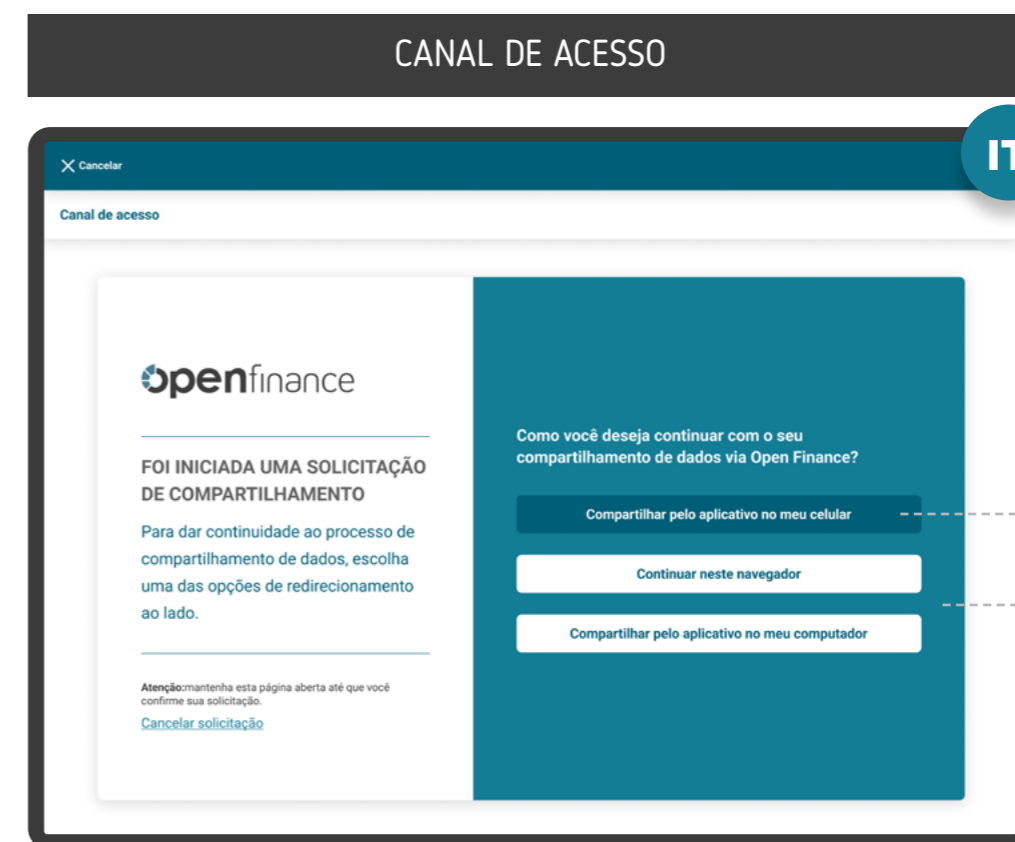 CANAL DE ACESSO
IT
Cancelar
Canal de acesso
openfinance
FOI INICIADA UMA SOLICITAÇÃO
DE COMPARTILHAMENTO
Para dar continuidade ao processo de
compartilhamento de dados, escolha
uma das opções de redirecionamento
ao lado.
Atenção:mantenha esta página aberta até que você
confirme sua solicitação.
Cancelar solicitação
Como você deseja continuar com o seu
compartilhamento de dados via Open Finance?
Compartilhar pelo aplicativo no meu celular
Continuar neste navegador
Compartilhar pelo aplicativo no meu computador